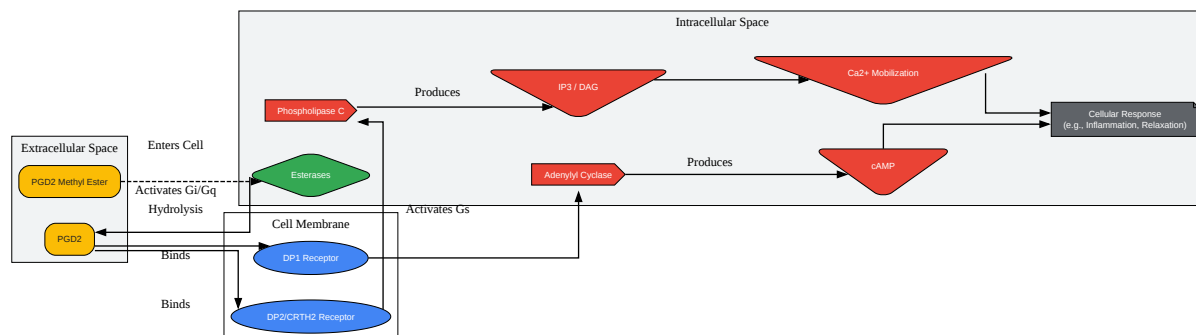 Intracellular Space
Ca2+ Mobilization
IP3 / DAG
Produces
Phospholipase C
Cellular Response
(e.g., Inflammation, Relaxation)
Extracellular Space
Enters Cell
PGD2 Methyl Ester
Esterases
Adenylyl Cyclase
Produces
cAMP
Activates Gi/Gq
Hydrolysis
Activates Gs
Cell Membrane
PGD2
Binds
DP1 Receptor
Binds
DP2/CRTH2 Receptor